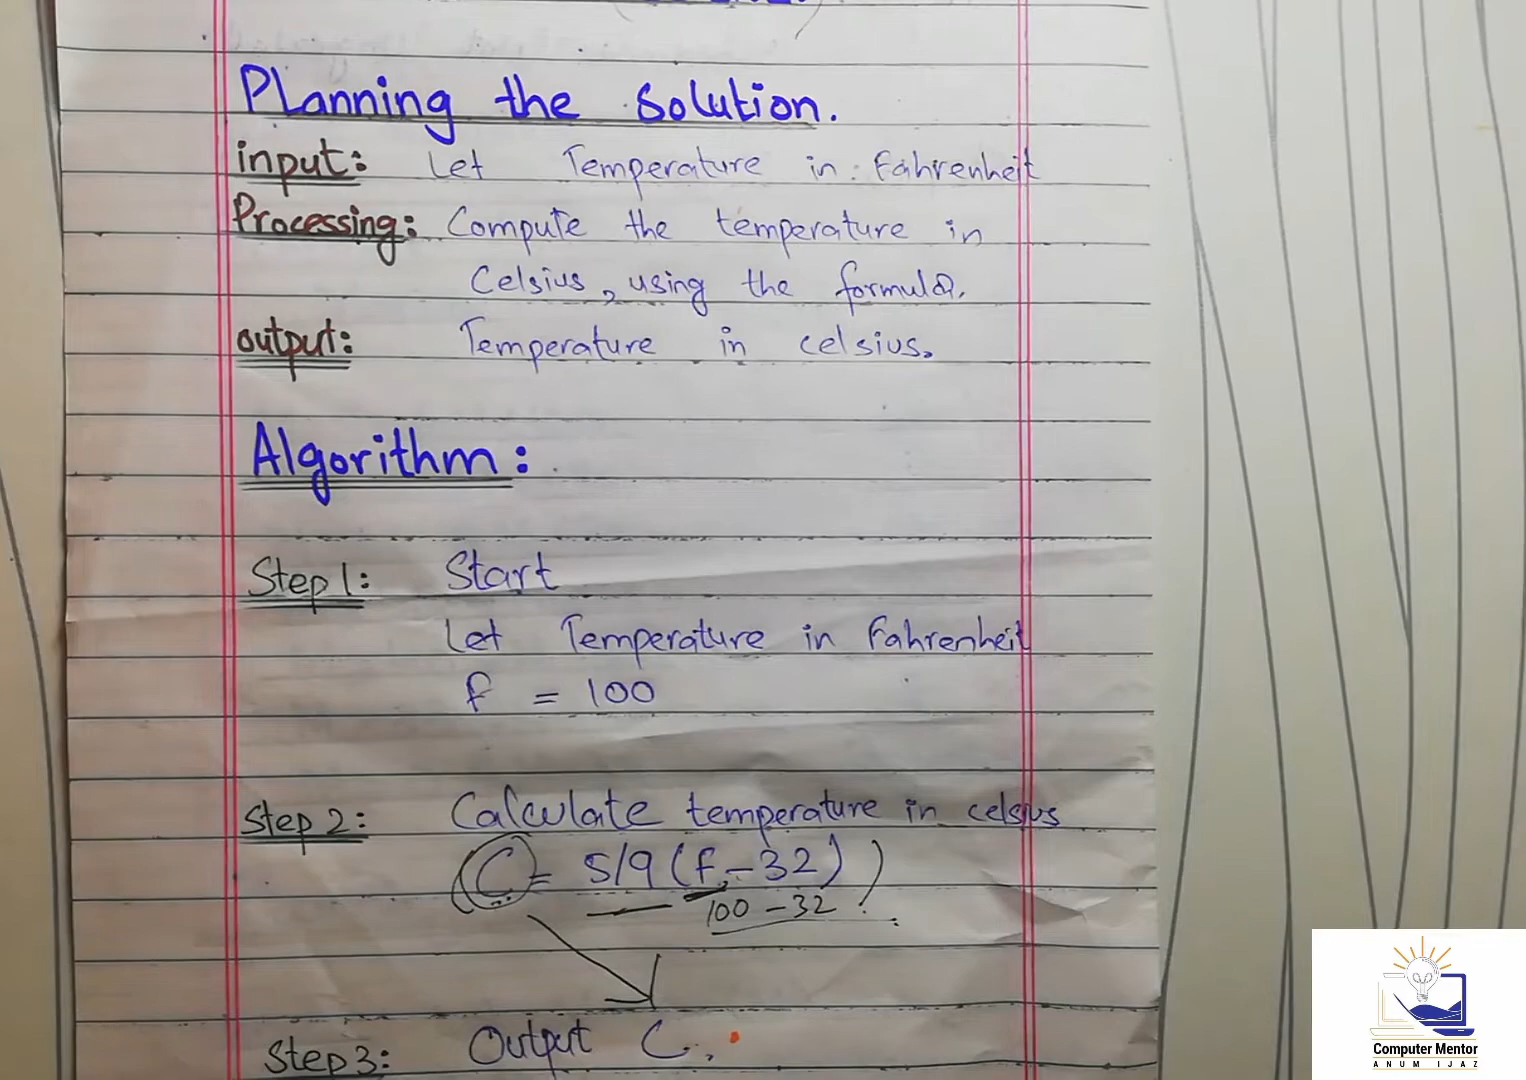 Planning the Solution.
input: Let Temperature in Fahrenheit
Processing: Compute the temperature in
Celsius, using the formula.
output: Temperature in celsius.
Algorithm:
Step 1: Start
Let Temperature in Fahrenheit
f = 100
Step 2: Calculate temperature in celsius
(C = 5/9 (f - 32))
100 - 32
Step 3: Output C.
Computer Mentor
ANUM IJAZ